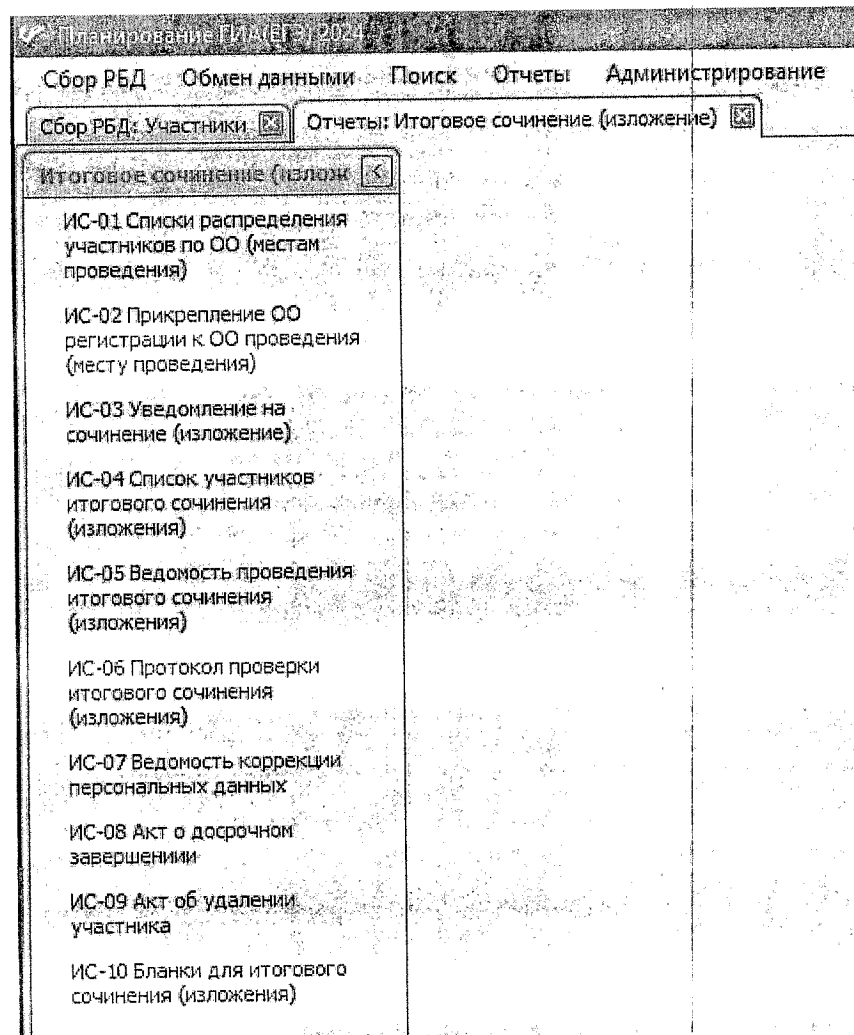 Планирование ГИА(ЕГЭ) 2024
Сбор РБД Обмен данными Поиск Отчеты Администрирование
Сбор РБД: Участники Отчеты: Итоговое сочинение (изложение)
Итоговое сочинение (излож
ИС-01 Списки распределения
участников по ОО (местам
проведения)
ИС-02 Прикрепление ОО
регистрации к ОО проведения
(месту проведения)
ИС-03 Уведомление на
сочинение (изложение)
ИС-04 Список участников
итогового сочинения
(изложения)
ИС-05 Ведомость проведения
итогового сочинения
(изложения)
ИС-06 Протокол проверки
итогового сочинения
(изложения)
ИС-07 Ведомость коррекции
персональных данных
ИС-08 Акт о досрочном
завершениии
ИС-09 Акт об удалении
участника
ИС-10 Бланки для итогового
сочинения (изложения)